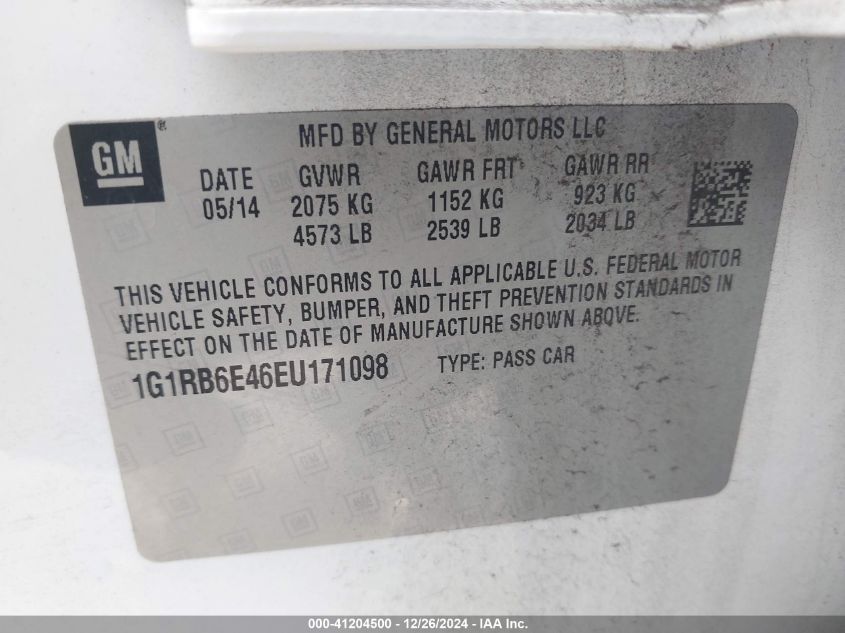 GM®
MFD BY GENERAL MOTORS LLC
DATE GVWR GAWR FRT GAWR RR
05/14 2075 KG 1152 KG 923 KG
4573 LB 2539 LB 2034 LB
THIS VEHICLE CONFORMS TO ALL APPLICABLE U.S. FEDERAL MOTOR
VEHICLE SAFETY, BUMPER, AND THEFT PREVENTION STANDARDS IN
EFFECT ON THE DATE OF MANUFACTURE SHOWN ABOVE.
1G1RB6E46EU171098 TYPE: PASS CAR
000-41204500 - 12/26/2024 - IAA, Inc.